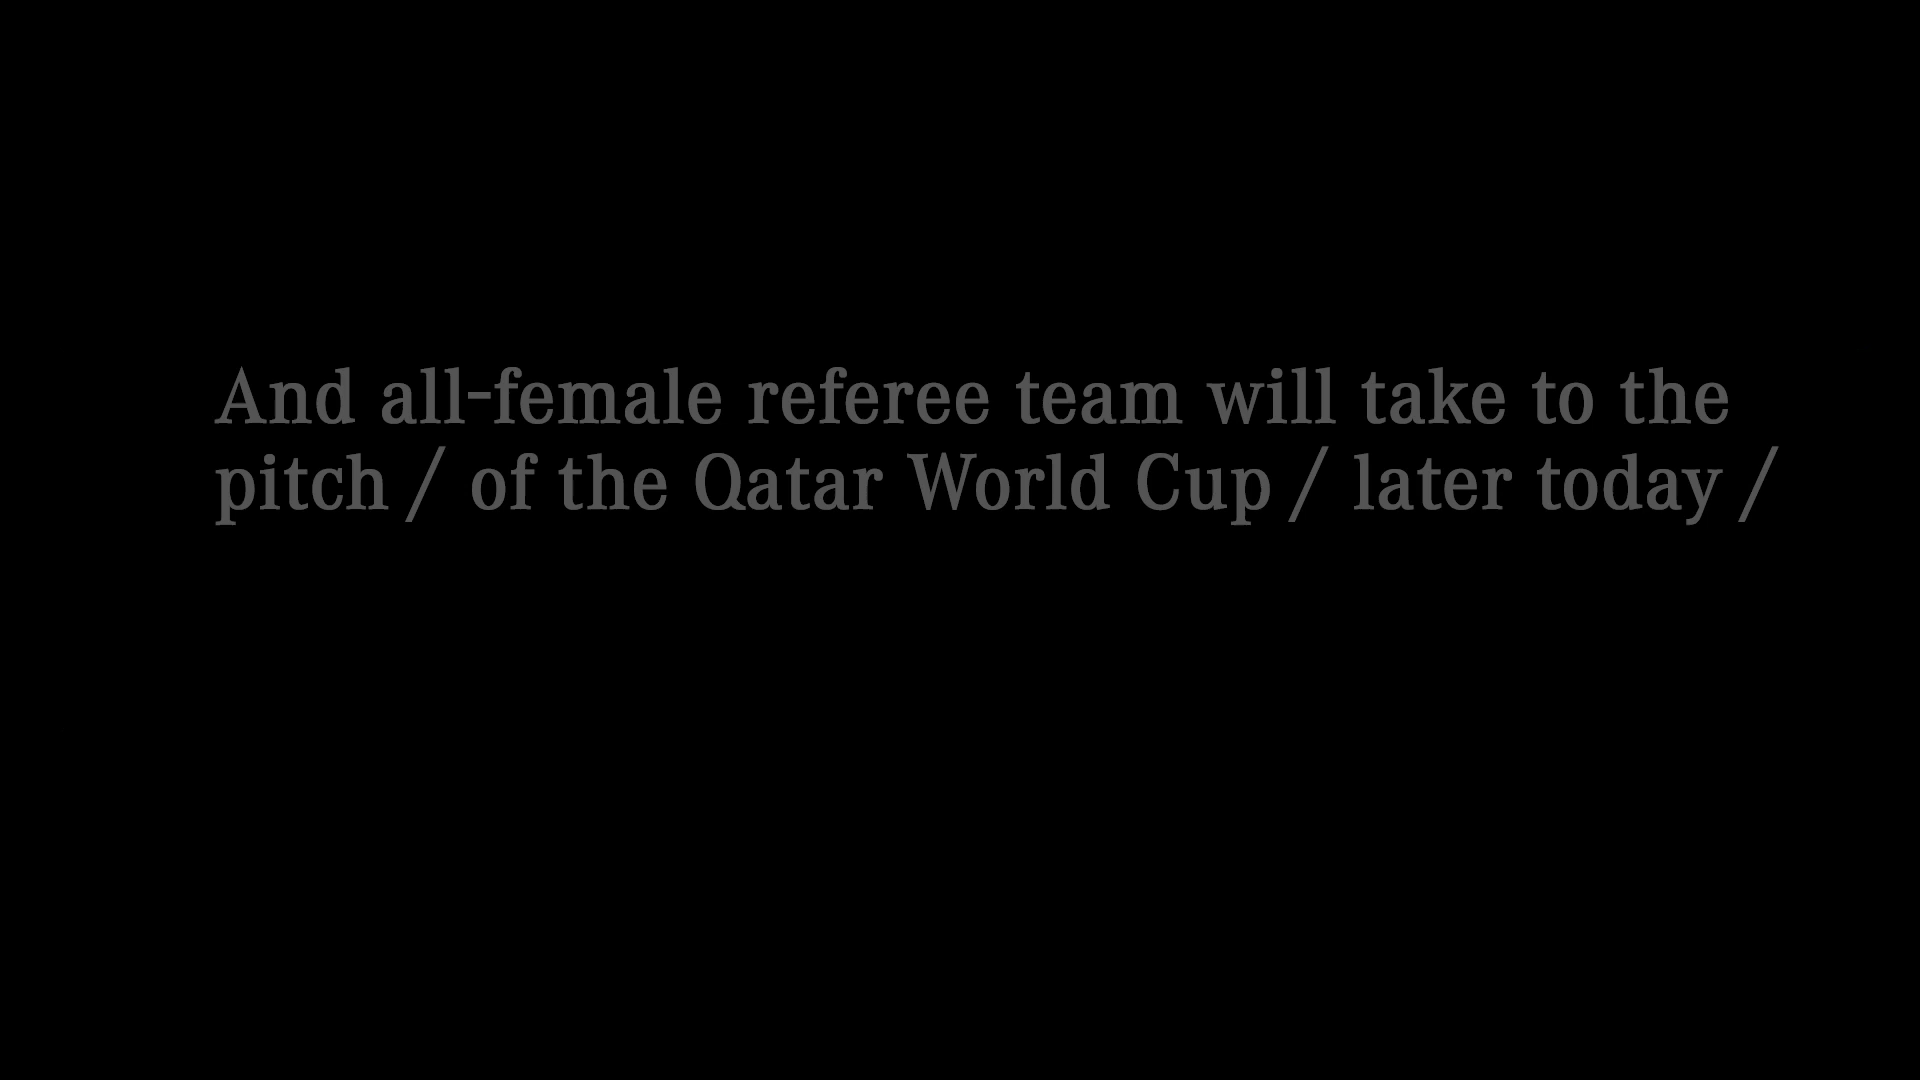 And all-female referee team will take to the
pitch / of the Qatar World Cup / later today /